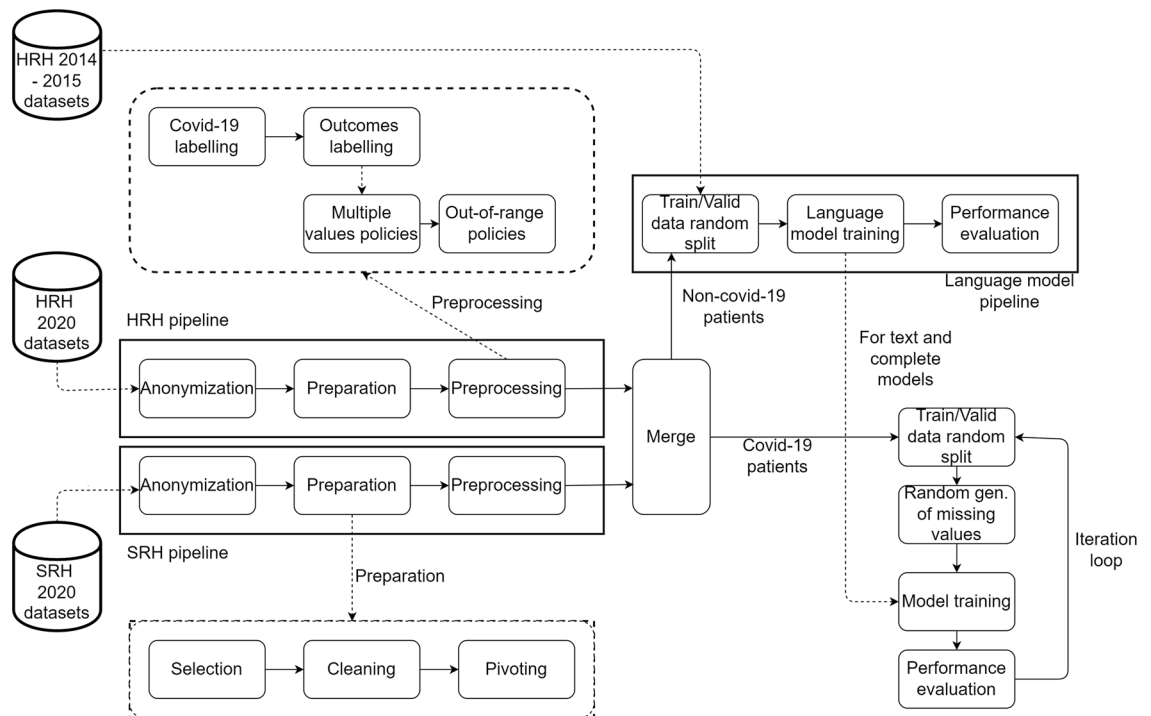 HRH 2014
- 2015
datasets
Covid-19
labelling
Outcomes
labelling
Multiple
values policies
Out-of-range
policies
Train/Valid
data random
split
Language
model training
Performance
evaluation
Language model
pipeline
HRH
2020
datasets
Preprocessing
HRH pipeline
Non-covid-19
patients
For text and
complete
models
Anonymization
Preparation
Preprocessing
Merge
Covid-19
patients
Train/Valid
data random
split
Anonymization
Preparation
Preprocessing
Random gen.
of missing
values
Iteration
loop
SRH pipeline
SRH
2020
datasets
Preparation
Model training
Selection
Cleaning
Pivoting
Performance
evaluation